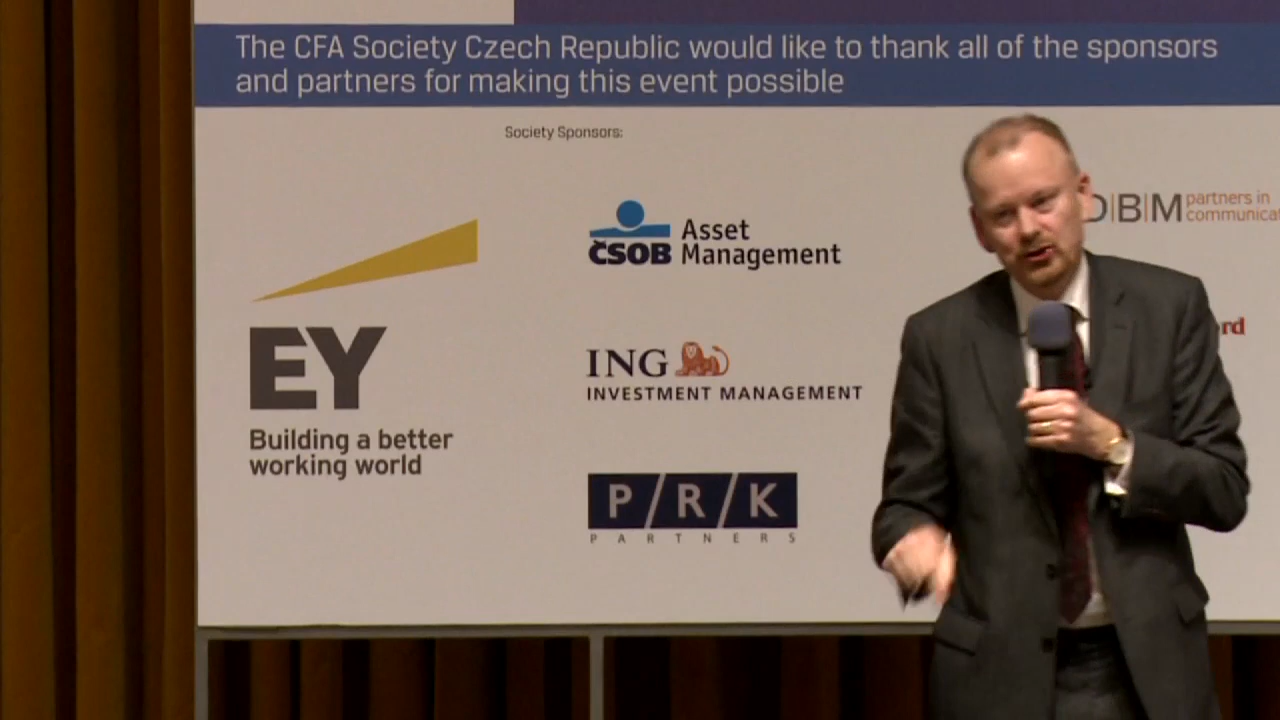 The CFA Society Czech Republic would like to thank all of the sponsors
and partners for making this event possible
Society Sponsors:
EY
Building a better
working world
ČSOB
Asset
Management
ING
INVESTMENT MANAGEMENT
P/R/K
PARTNERS
B|M
partners in